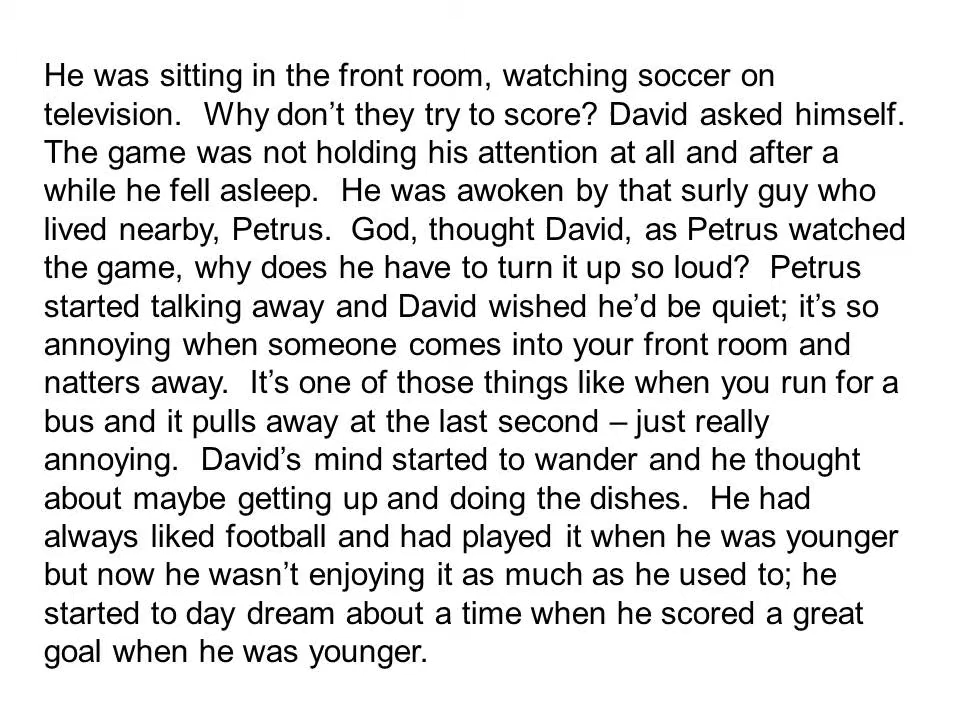 He was sitting in the front room, watching soccer on
television.  Why don’t they try to score? David asked himself.
The game was not holding his attention at all and after a
while he fell asleep.  He was awoken by that surly guy who
lived nearby, Petrus.  God, thought David, as Petrus watched
the game, why does he have to turn it up so loud?  Petrus
started talking away and David wished he’d be quiet; it’s so
annoying when someone comes into your front room and
natters away.  It’s one of those things like when you run for a
bus and it pulls away at the last second – just really
annoying.  David’s mind started to wander and he thought
about maybe getting up and doing the dishes.  He had
always liked football and had played it when he was younger
but now he wasn’t enjoying it as much as he used to; he
started to day dream about a time when he scored a great
goal when he was younger.